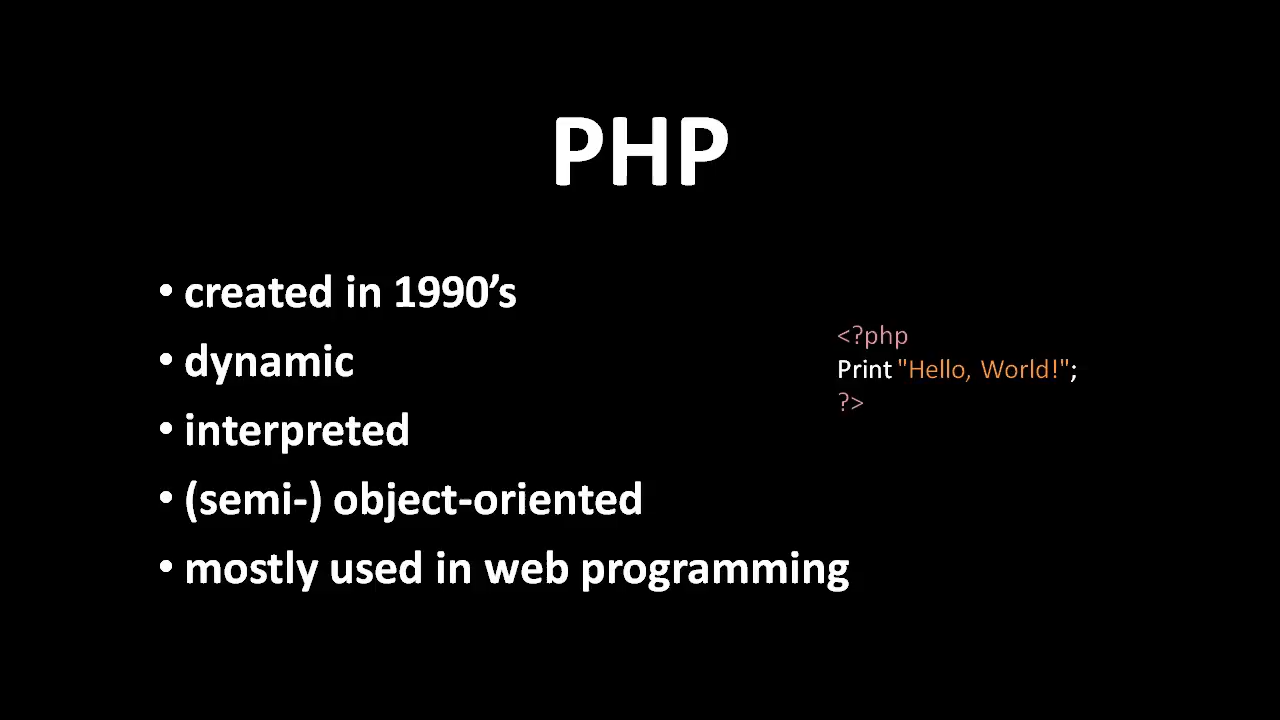 PHP
• created in 1990’s
• dynamic
• interpreted
• (semi-) object-oriented
• mostly used in web programming
<?php
Print "Hello, World!";
?>